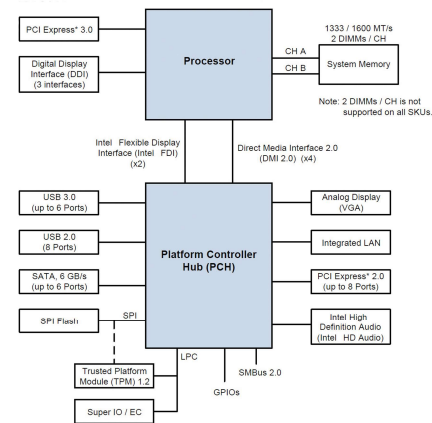 PCI Express* 3.0
Digital Display
Interface (DDI)
(3 interfaces)
Processor
CH A
CH B
1333 / 1600 MT/s
2 DIMMs / CH
System Memory
Note: 2 DIMMs / CH is not
supported on all SKUs.
Intel Flexible Display
Interface (Intel FDI)
(x2)
Direct Media Interface 2.0
(DMI 2.0) (x4)
USB 3.0
(up to 6 Ports)
USB 2.0
(8 Ports)
SATA, 6 GB/s
(up to 6 Ports)
SPI Flash
SPI
Platform Controller
Hub (PCH)
Analog Display
(VGA)
Integrated LAN
PCI Express* 2.0
(up to 8 Ports)
Intel High
Definition Audio
(Intel HD Audio)
Trusted Platform
Module (TPM) 1.2
Super IO / EC
LPC
SMBus 2.0
GPIOs